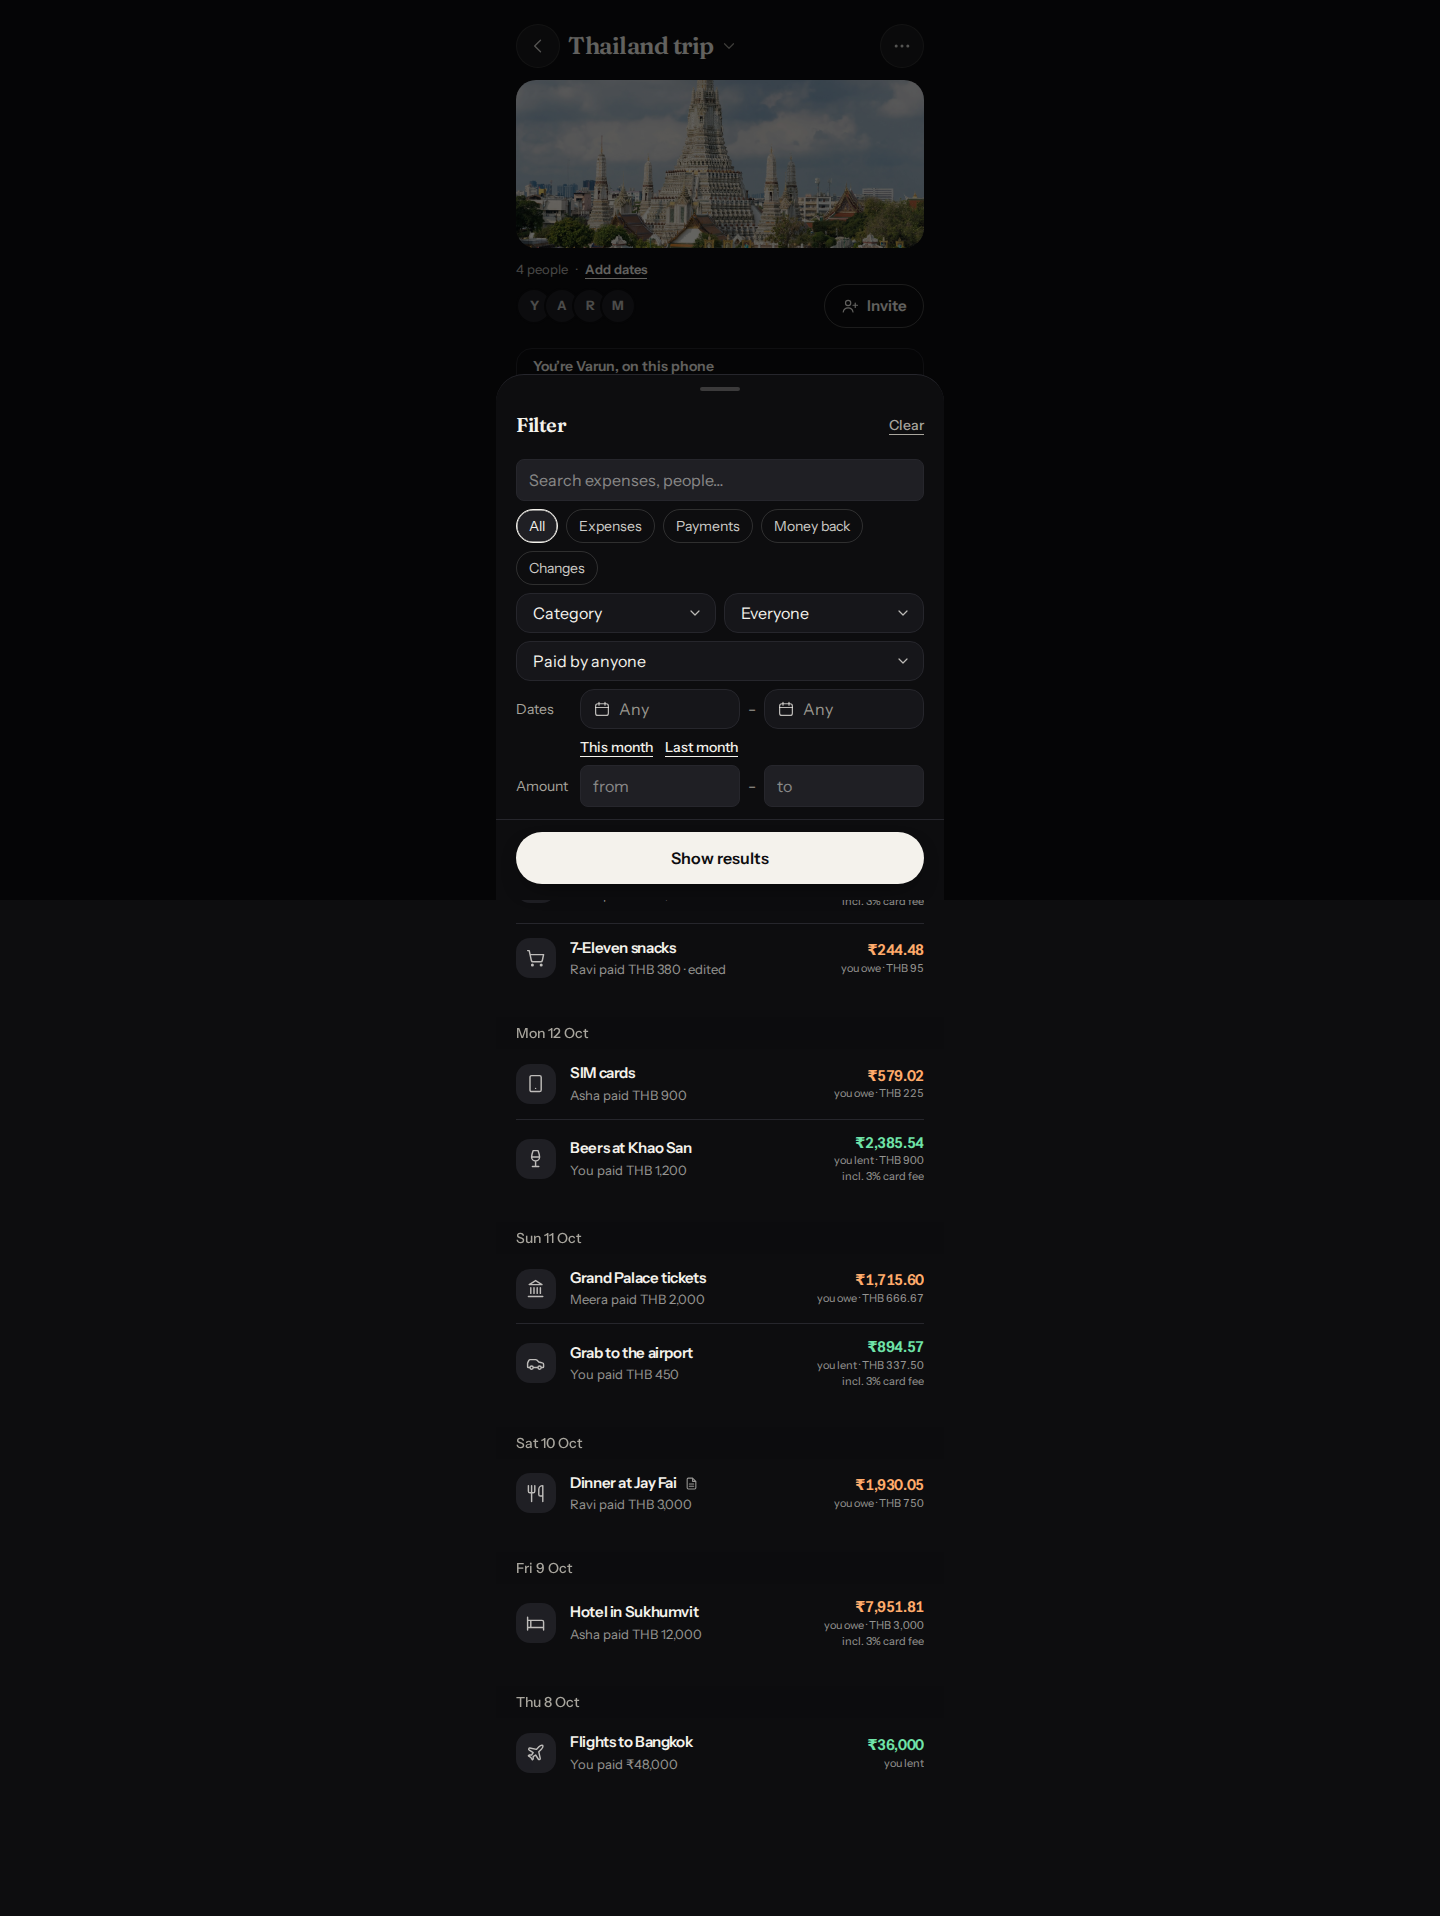 Thailand trip
4 people · Add dates
Y A R M
Invite
You're Varun, on this phone
Filter
Clear
Search expenses, people...
All
Expenses
Payments
Money back
Changes
Category
Everyone
Paid by anyone
Dates
Any
–
Any
This month
Last month
Amount
from
–
to
Show results
incl. 3% card fee
7-Eleven snacks
₹244.48
Ravi paid THB 380 · edited
you owe · THB 95
Mon 12 Oct
SIM cards
₹579.02
Asha paid THB 900
you owe · THB 225
Beers at Khao San
₹2,385.54
You paid THB 1,200
you lent · THB 900
incl. 3% card fee
Sun 11 Oct
Grand Palace tickets
₹1,715.60
Meera paid THB 2,000
you owe · THB 666.67
Grab to the airport
₹894.57
You paid THB 450
you lent · THB 337.50
incl. 3% card fee
Sat 10 Oct
Dinner at Jay Fai
₹1,930.05
Ravi paid THB 3,000
you owe · THB 750
Fri 9 Oct
Hotel in Sukhumvit
₹7,951.81
Asha paid THB 12,000
you owe · THB 3,000
incl. 3% card fee
Thu 8 Oct
Flights to Bangkok
₹36,000
You paid ₹48,000
you lent